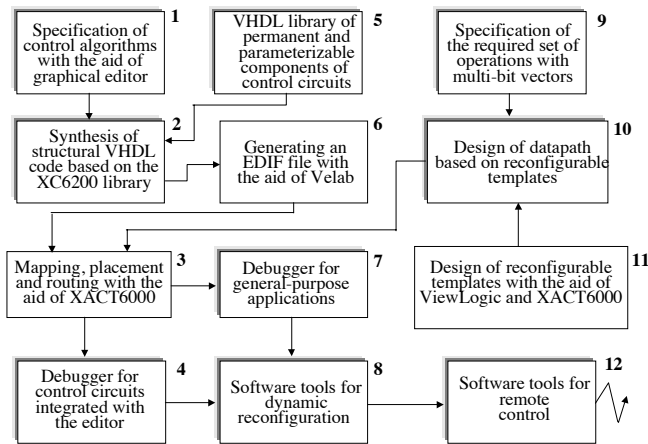 1
Specification of
control algorithms
with the aid of
graphical editor
5
VHDL library of
permanent and
parameterizable
components of
control circuits
9
Specification of
the required set of
operations with
multi-bit vectors
2
Synthesis of
structural VHDL
code based on the
XC6200 library
6
Generating an
EDIF file with
the aid of Velab
10
Design of datapath
based on reconfigurable
templates
3
Mapping, placement
and routing with the
aid of XACT6000
7
Debugger for
general-purpose
applications
11
Design of reconfigurable
templates with the aid of
ViewLogic and XACT6000
4
Debugger for
control circuits
integrated with
the editor
8
Software tools for
dynamic
reconfiguration
12
Software tools for
remote
control